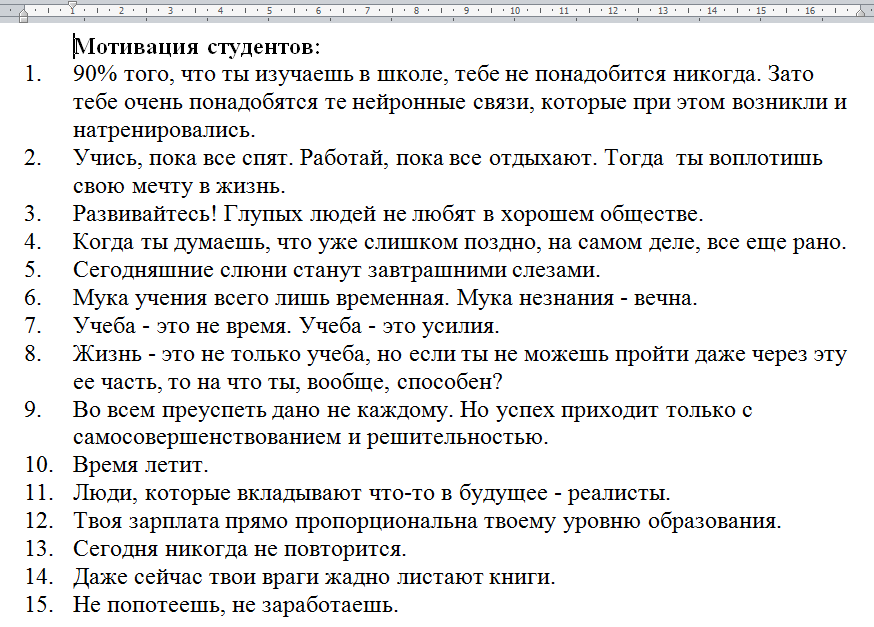 1 2 3 4 5 6 7 8 9 10 11 12 13 14 15 16
Мотивация студентов:
1. 90% того, что ты изучаешь в школе, тебе не понадобится никогда. Зато
тебе очень понадобятся те нейронные связи, которые при этом возникли и
натренировались.
2. Учись, пока все спят. Работай, пока все отдыхают. Тогда  ты воплотишь
свою мечту в жизнь.
3. Развивайтесь! Глупых людей не любят в хорошем обществе.
4. Когда ты думаешь, что уже слишком поздно, на самом деле, все еще рано.
5. Сегодняшние слюни станут завтрашними слезами.
6. Мука учения всего лишь временная. Мука незнания - вечна.
7. Учеба - это не время. Учеба - это усилия.
8. Жизнь - это не только учеба, но если ты не можешь пройти даже через эту
ее часть, то на что ты, вообще, способен?
9. Во всем преуспеть дано не каждому. Но успех приходит только с
самосовершенствованием и решительностью.
10. Время летит.
11. Люди, которые вкладывают что-то в будущее - реалисты.
12. Твоя зарплата прямо пропорциональна твоему уровню образования.
13. Сегодня никогда не повторится.
14. Даже сейчас твои враги жадно листают книги.
15. Не попотеешь, не заработаешь.